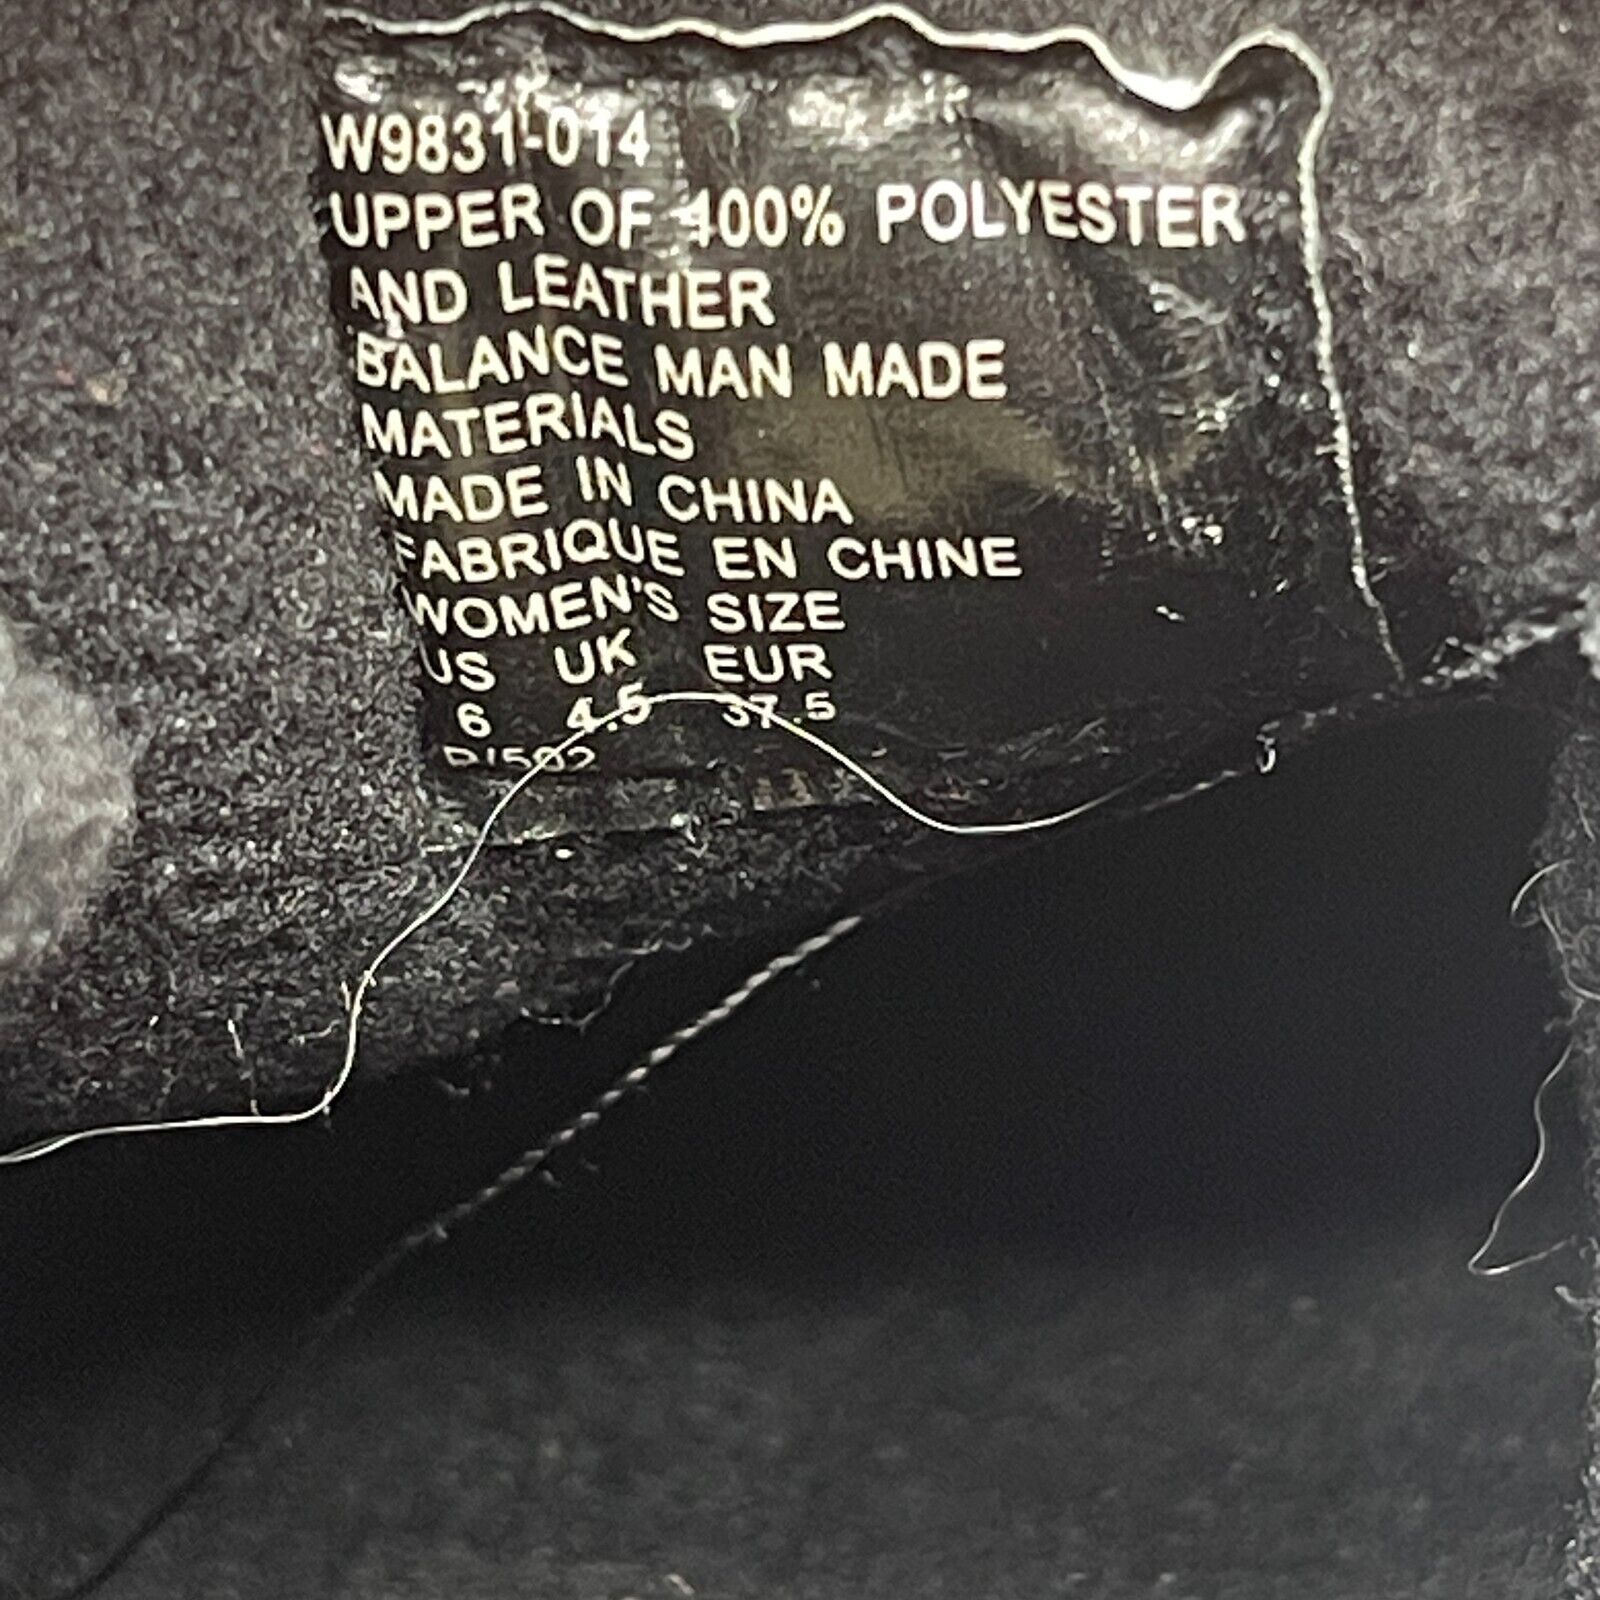 W9831-014
UPPER OF 100% POLYESTER
AND LEATHER
BALANCE MAN MADE
MATERIALS
MADE IN CHINA
FABRIQUE EN CHINE
WOMEN'S SIZE
US UK EUR
6 4.5 37.5